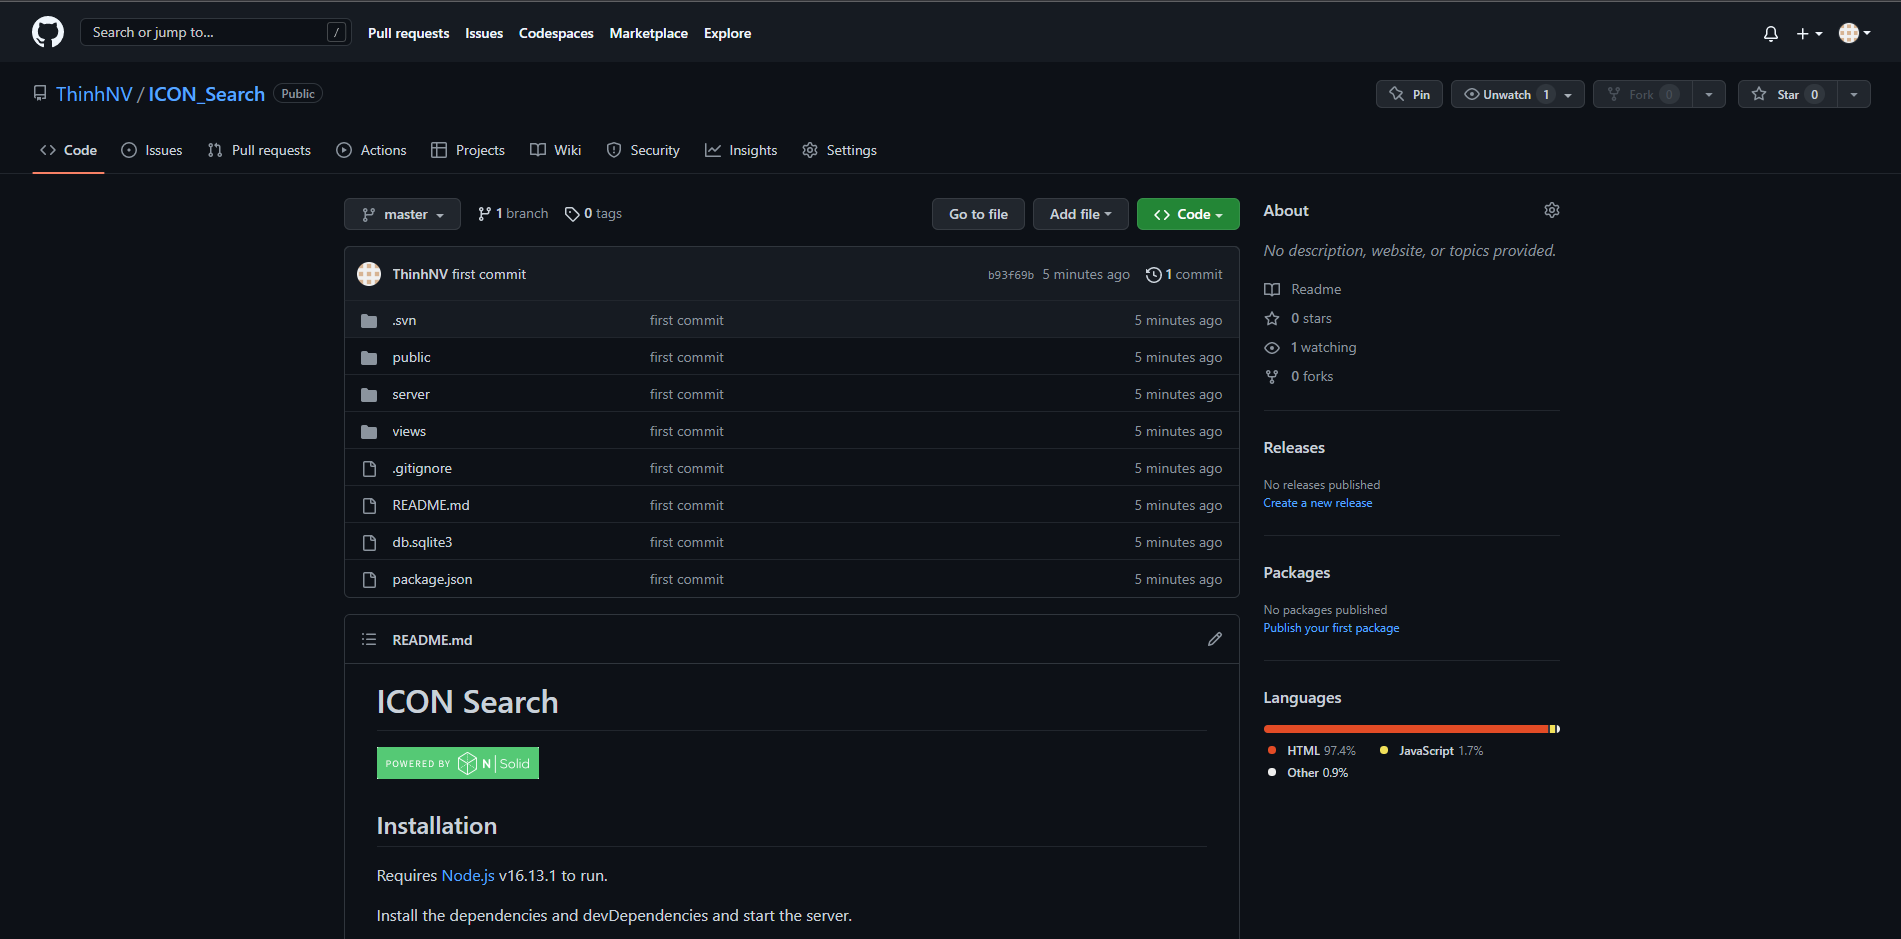 Search or jump to... /
Pull requests Issues Codespaces Marketplace Explore
ThinhNV / ICON_Search Public
Pin Unwatch 1 Fork 0 Star 0
Code Issues Pull requests Actions Projects Wiki Security Insights Settings
master 1 branch 0 tags Go to file Add file Code
ThinhNV first commit b93f69b 5 minutes ago 1 commit
.svn first commit 5 minutes ago
public first commit 5 minutes ago
server first commit 5 minutes ago
views first commit 5 minutes ago
.gitignore first commit 5 minutes ago
README.md first commit 5 minutes ago
db.sqlite3 first commit 5 minutes ago
package.json first commit 5 minutes ago
README.md
ICON Search
POWERED BY N Solid
Installation
Requires Node.js v16.13.1 to run.
Install the dependencies and devDependencies and start the server.
About
No description, website, or topics provided.
Readme
0 stars
1 watching
0 forks
Releases
No releases published
Create a new release
Packages
No packages published
Publish your first package
Languages
HTML 97.4% JavaScript 1.7%
Other 0.9%